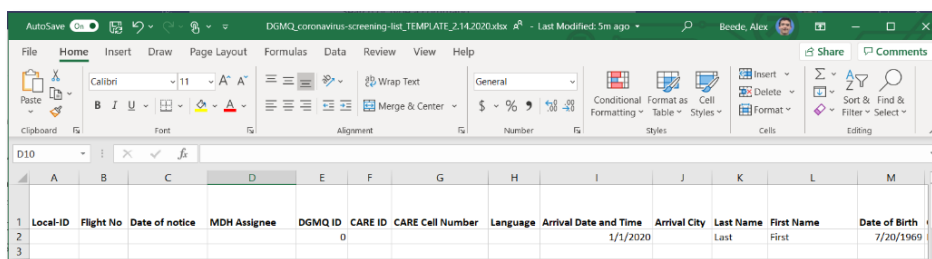 AutoSave On DGMQ_coronavirus-screening-list_TEMPLATE_2.14.2020.xlsx - Last Modified: 5m ago Beede, Alex
File Home Insert Draw Page Layout Formulas Data Review View Help Share Comments
Calibri 11 A A Wrap Text General Insert Σ
Paste B I U A Merge & Center $ % Conditional Formatting Format as Table Cell Styles Delete Format Sort & Filter Find & Select
Clipboard Font Alignment Number Styles Cells Editing
D10 fx
A B C D E F G H I J K L M
1 Local-ID Flight No Date of notice MDH Assignee DGMQ ID CARE ID CARE Cell Number Language Arrival Date and Time Arrival City Last Name First Name Date of Birth
2 0 1/1/2020 Last First 7/20/1969
3